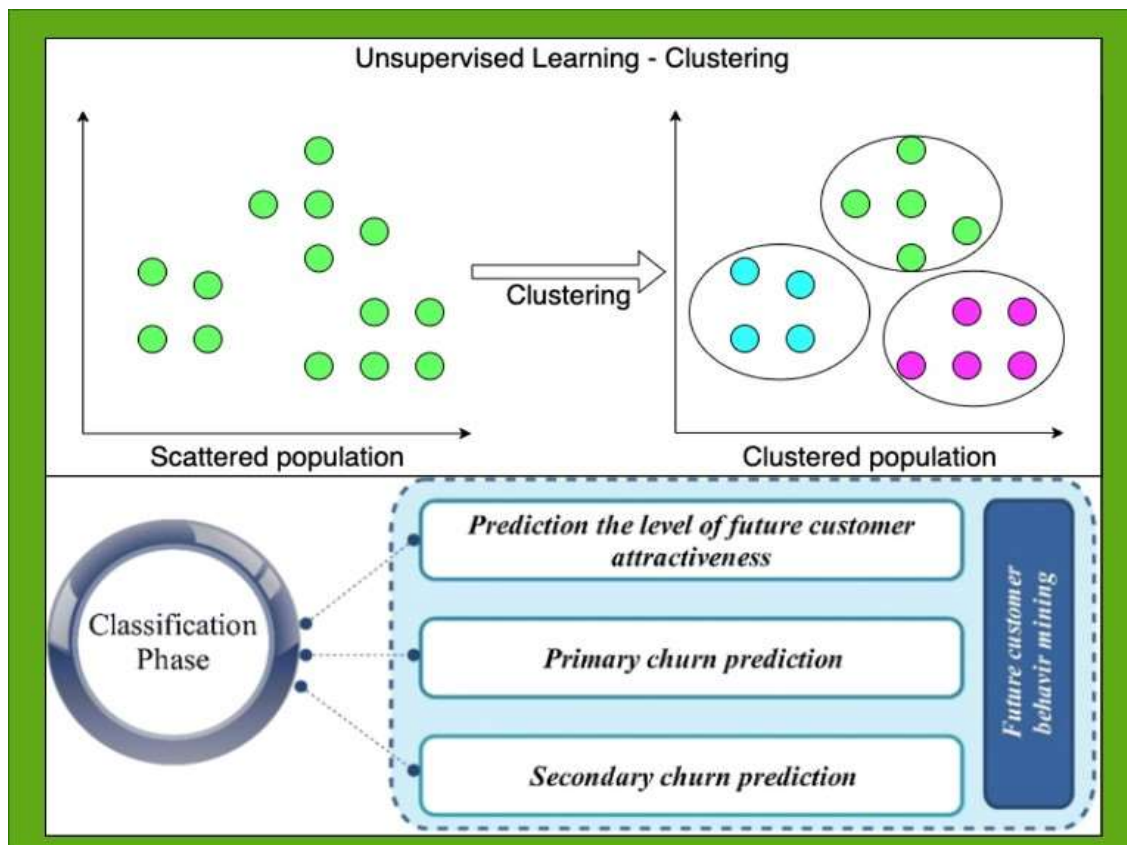 Unsupervised Learning - Clustering
Clustering
Scattered population
Clustered population
Classification
Phase
Prediction the level of future customer
attractiveness
Primary churn prediction
Secondary churn prediction
Future customer
behavir mining